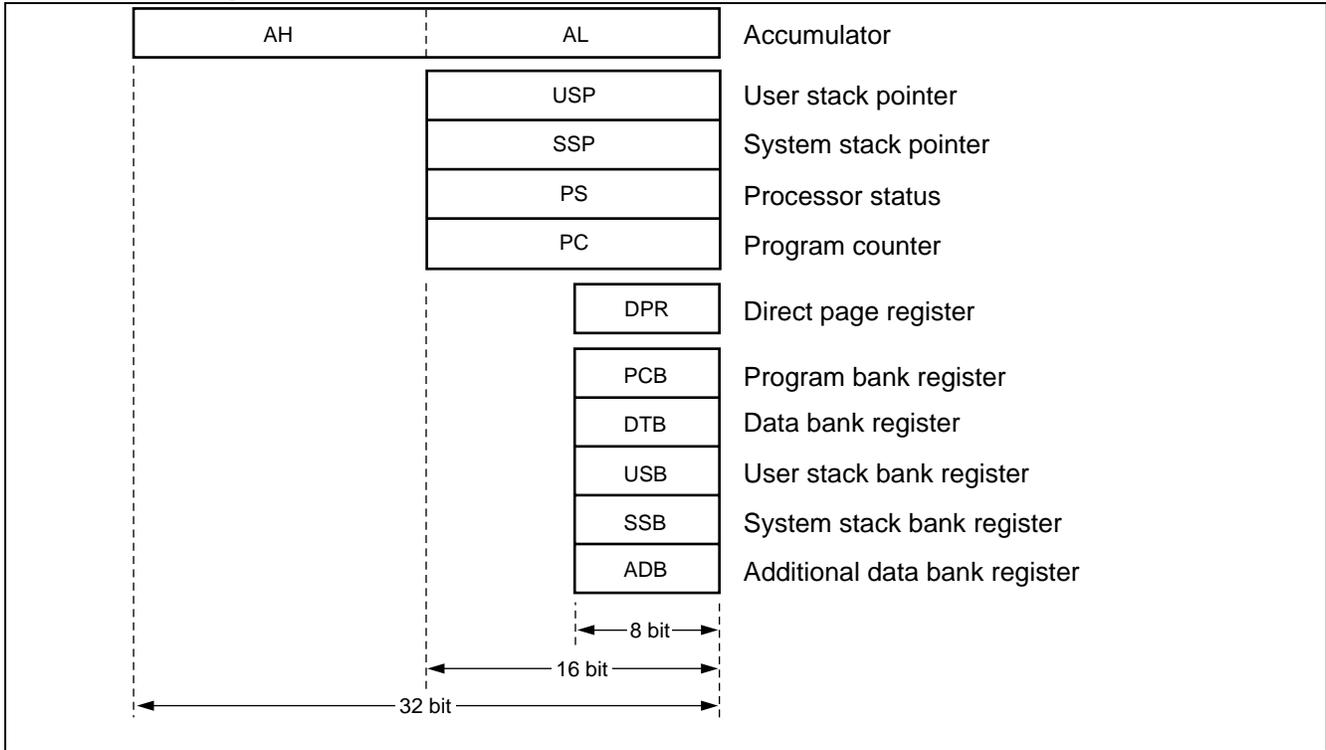 AH AL Accumulator
USP User stack pointer
SSP System stack pointer
PS Processor status
PC Program counter
DPR Direct page register
PCB Program bank register
DTB Data bank register
USB User stack bank register
SSB System stack bank register
ADB Additional data bank register
8 bit
16 bit
32 bit